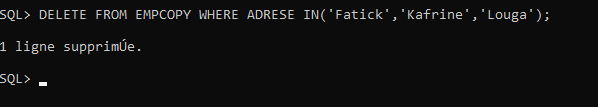 SQL> DELETE FROM EMPCOPY WHERE ADRESE IN('Fatick','Kafrine','Louga');
1 ligne supprimÚe.
SQL>